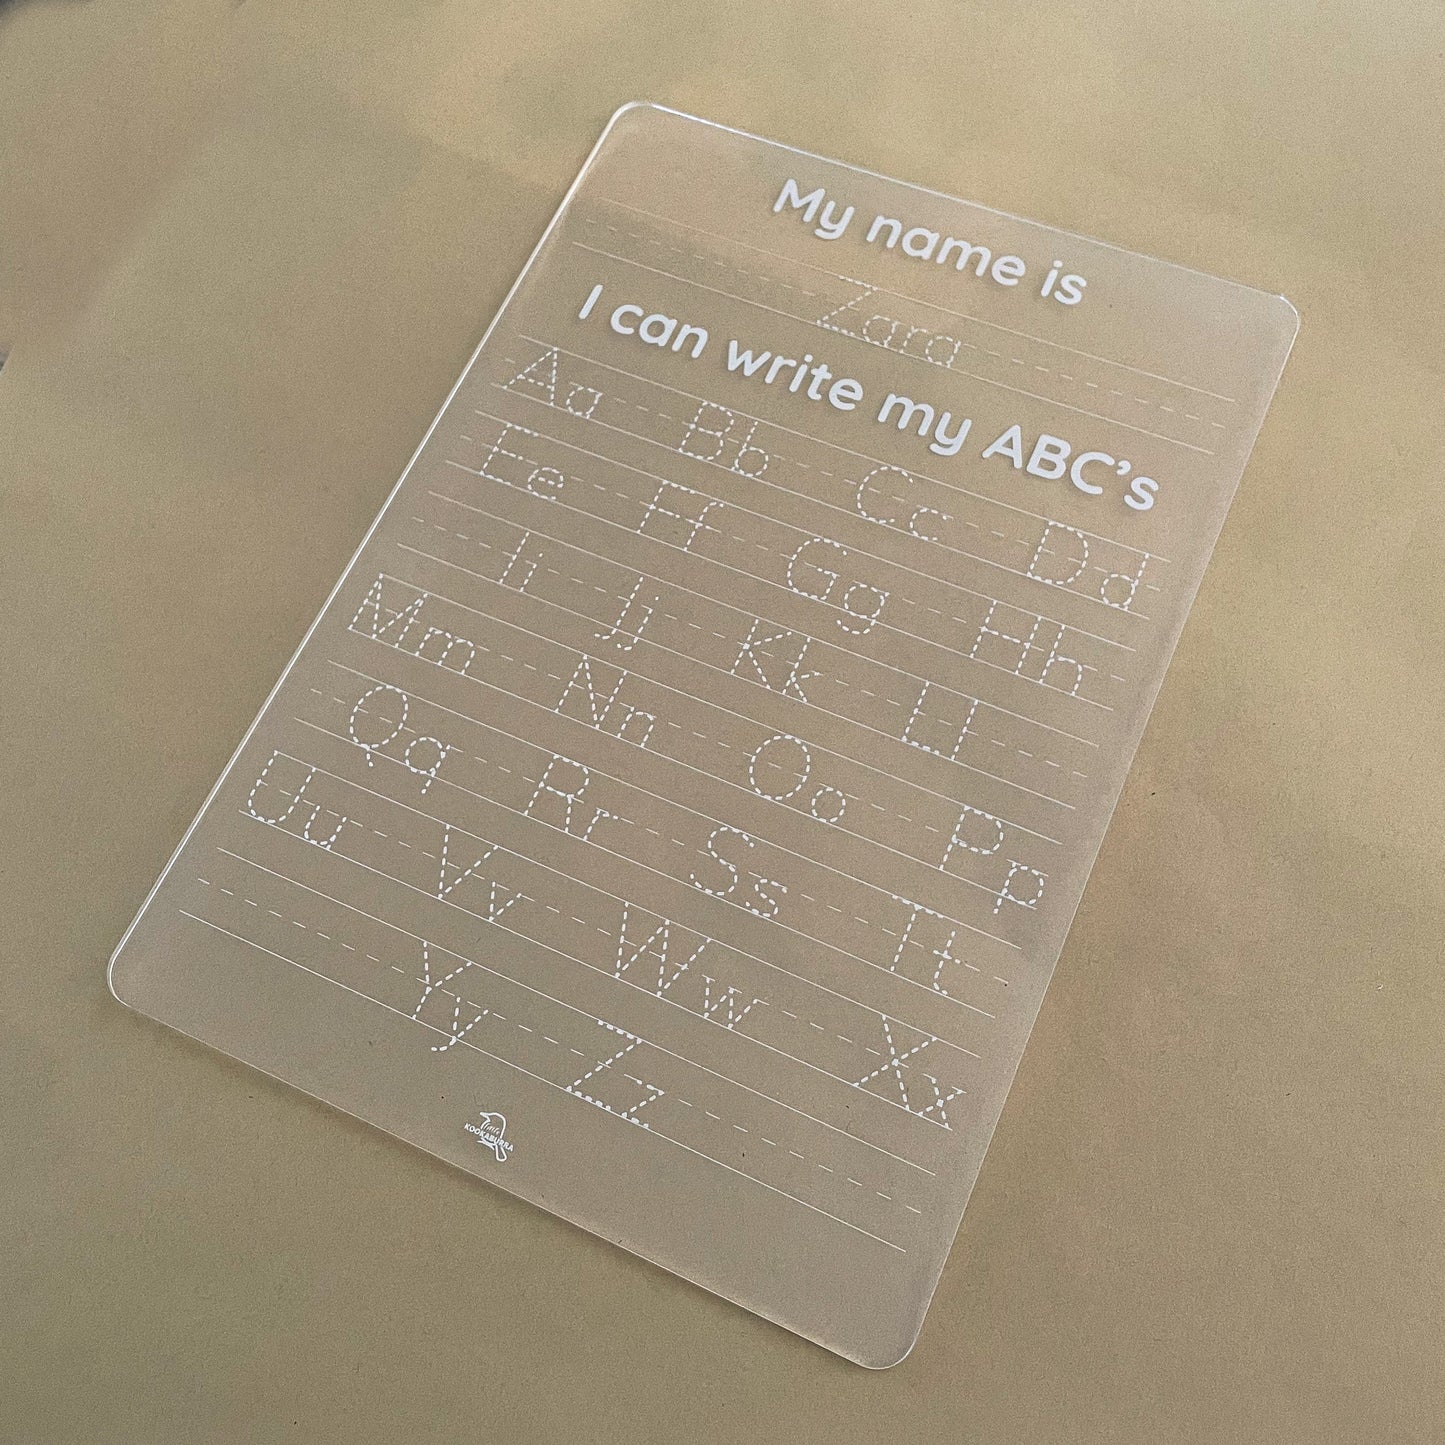 My name is
Zara
I can write my ABC's
Aa Bb Cc Dd
Ee Ff Gg Hh
Ii Jj Kk Ll
Mm Nn Oo Pp
Qq Rr Ss Tt
Uu Vv Ww Xx
Yy Zz
little
KOOKABURRA